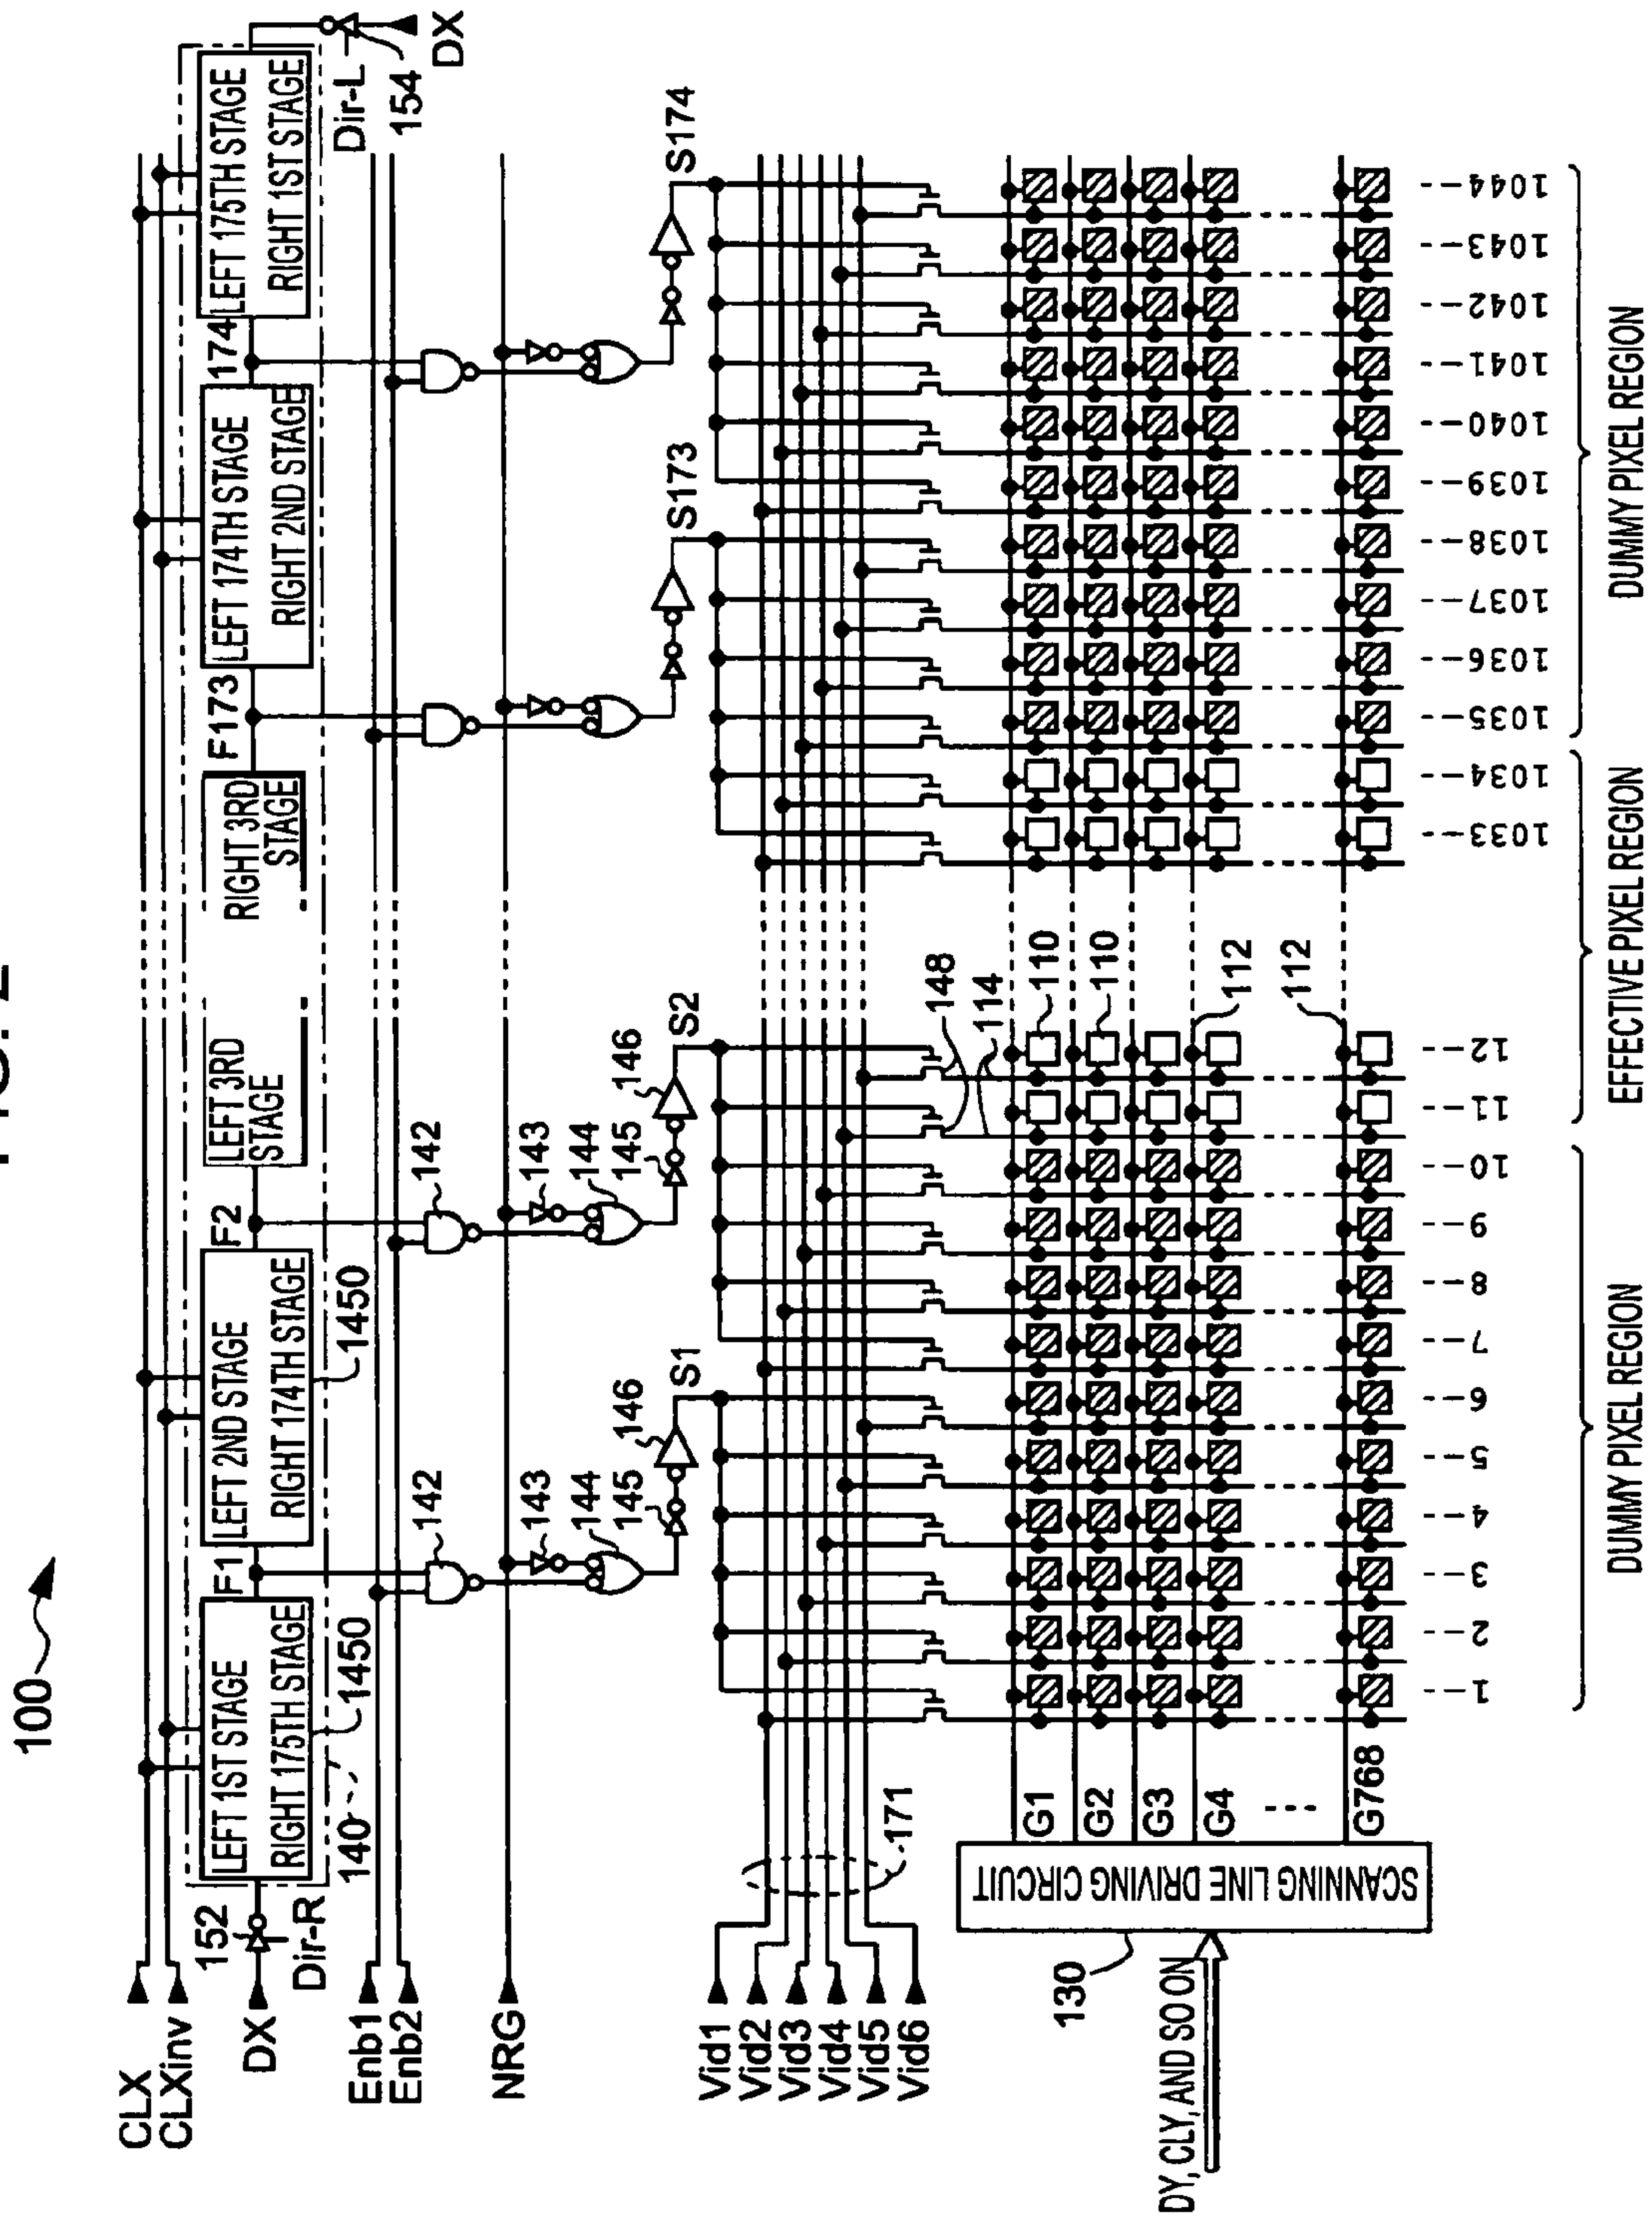 100
CLX
CLXinv
DX
152
Dir-R
140
LEFT 1ST STAGE
RIGHT 175TH STAGE
1450
F1
LEFT 2ND STAGE
RIGHT 174TH STAGE
1450
F2
LEFT 3RD
STAGE
RIGHT 3RD
STAGE
F173
LEFT 174TH STAGE
RIGHT 2ND STAGE
174
LEFT 175TH STAGE
RIGHT 1ST STAGE
Dir-L
154
DX
Enb1
Enb2
142
142
NRG
143
144
145
146
S1
143
144
145
146
S2
S173
S174
Vid1
Vid2
Vid3
Vid4
Vid5
Vid6
171
148
114
110
110
112
112
130
SCANNING LINE DRIVING CIRCUIT
DY, CLY, AND SO ON
G1
G2
G3
G4
G768
1
2
3
4
5
6
7
8
9
10
11
12
1033
1034
1035
1036
1037
1038
1039
1040
1041
1042
1043
1044
DUMMY PIXEL REGION
EFFECTIVE PIXEL REGION
DUMMY PIXEL REGION